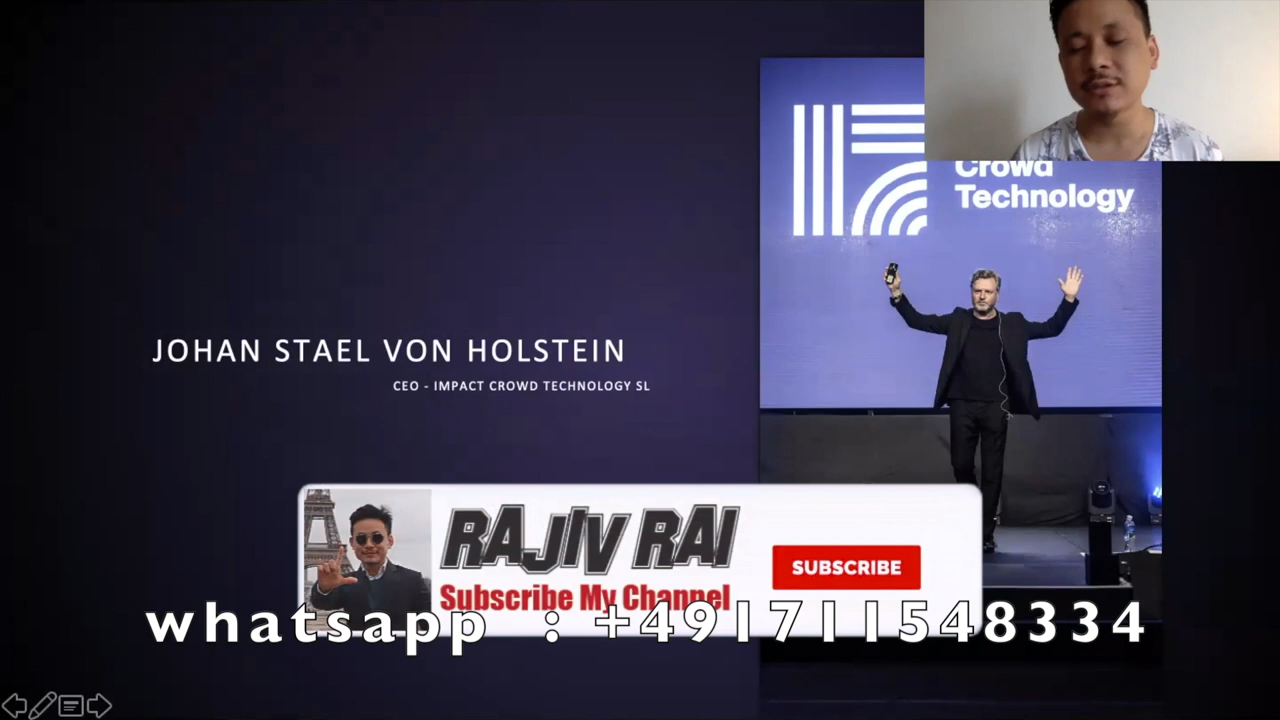 Crowd
Technology
JOHAN STAEL VON HOLSTEIN
CEO - IMPACT CROWD TECHNOLOGY SL
RAJIV RAI
Subscribe My Channel
SUBSCRIBE
whatsapp : +491711548334